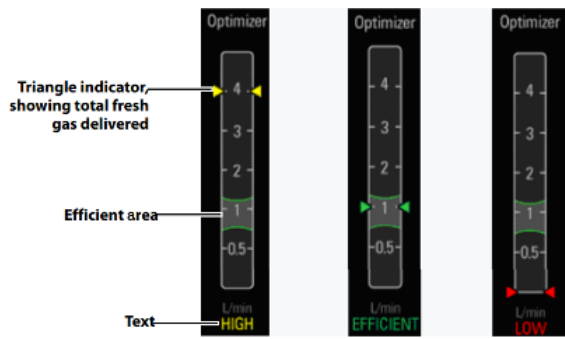 Optimizer
Optimizer
Optimizer
Triangle indicator,
showing total fresh
gas delivered
4
3
2
Efficient area
1
0.5
L/min
Text
HIGH
4
3
2
1
0.5
L/min
EFFICIENT
4
3
2
1
0.5
L/min
LOW